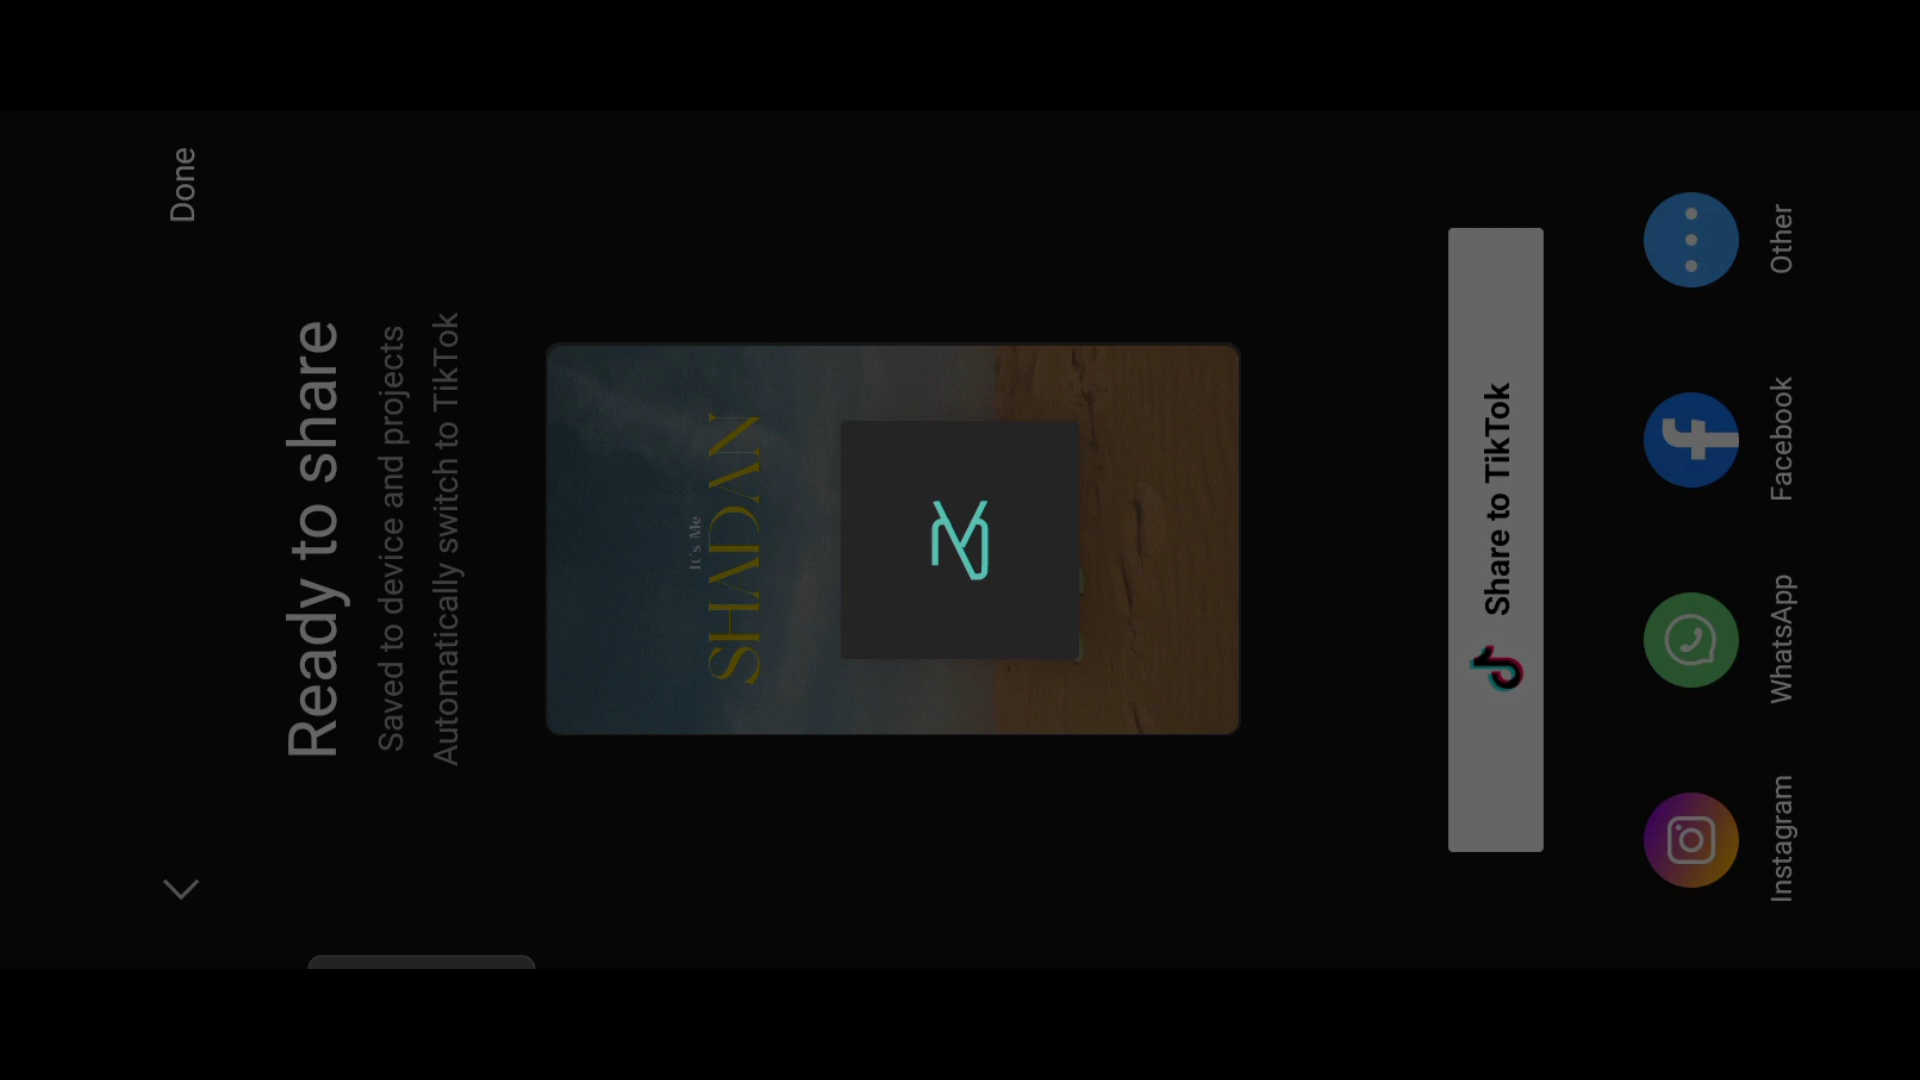 Done
Ready to share
Saved to device and projects
Automatically switch to TikTok
It's Me
SHADAN
Share to TikTok
Instagram
WhatsApp
Facebook
Other